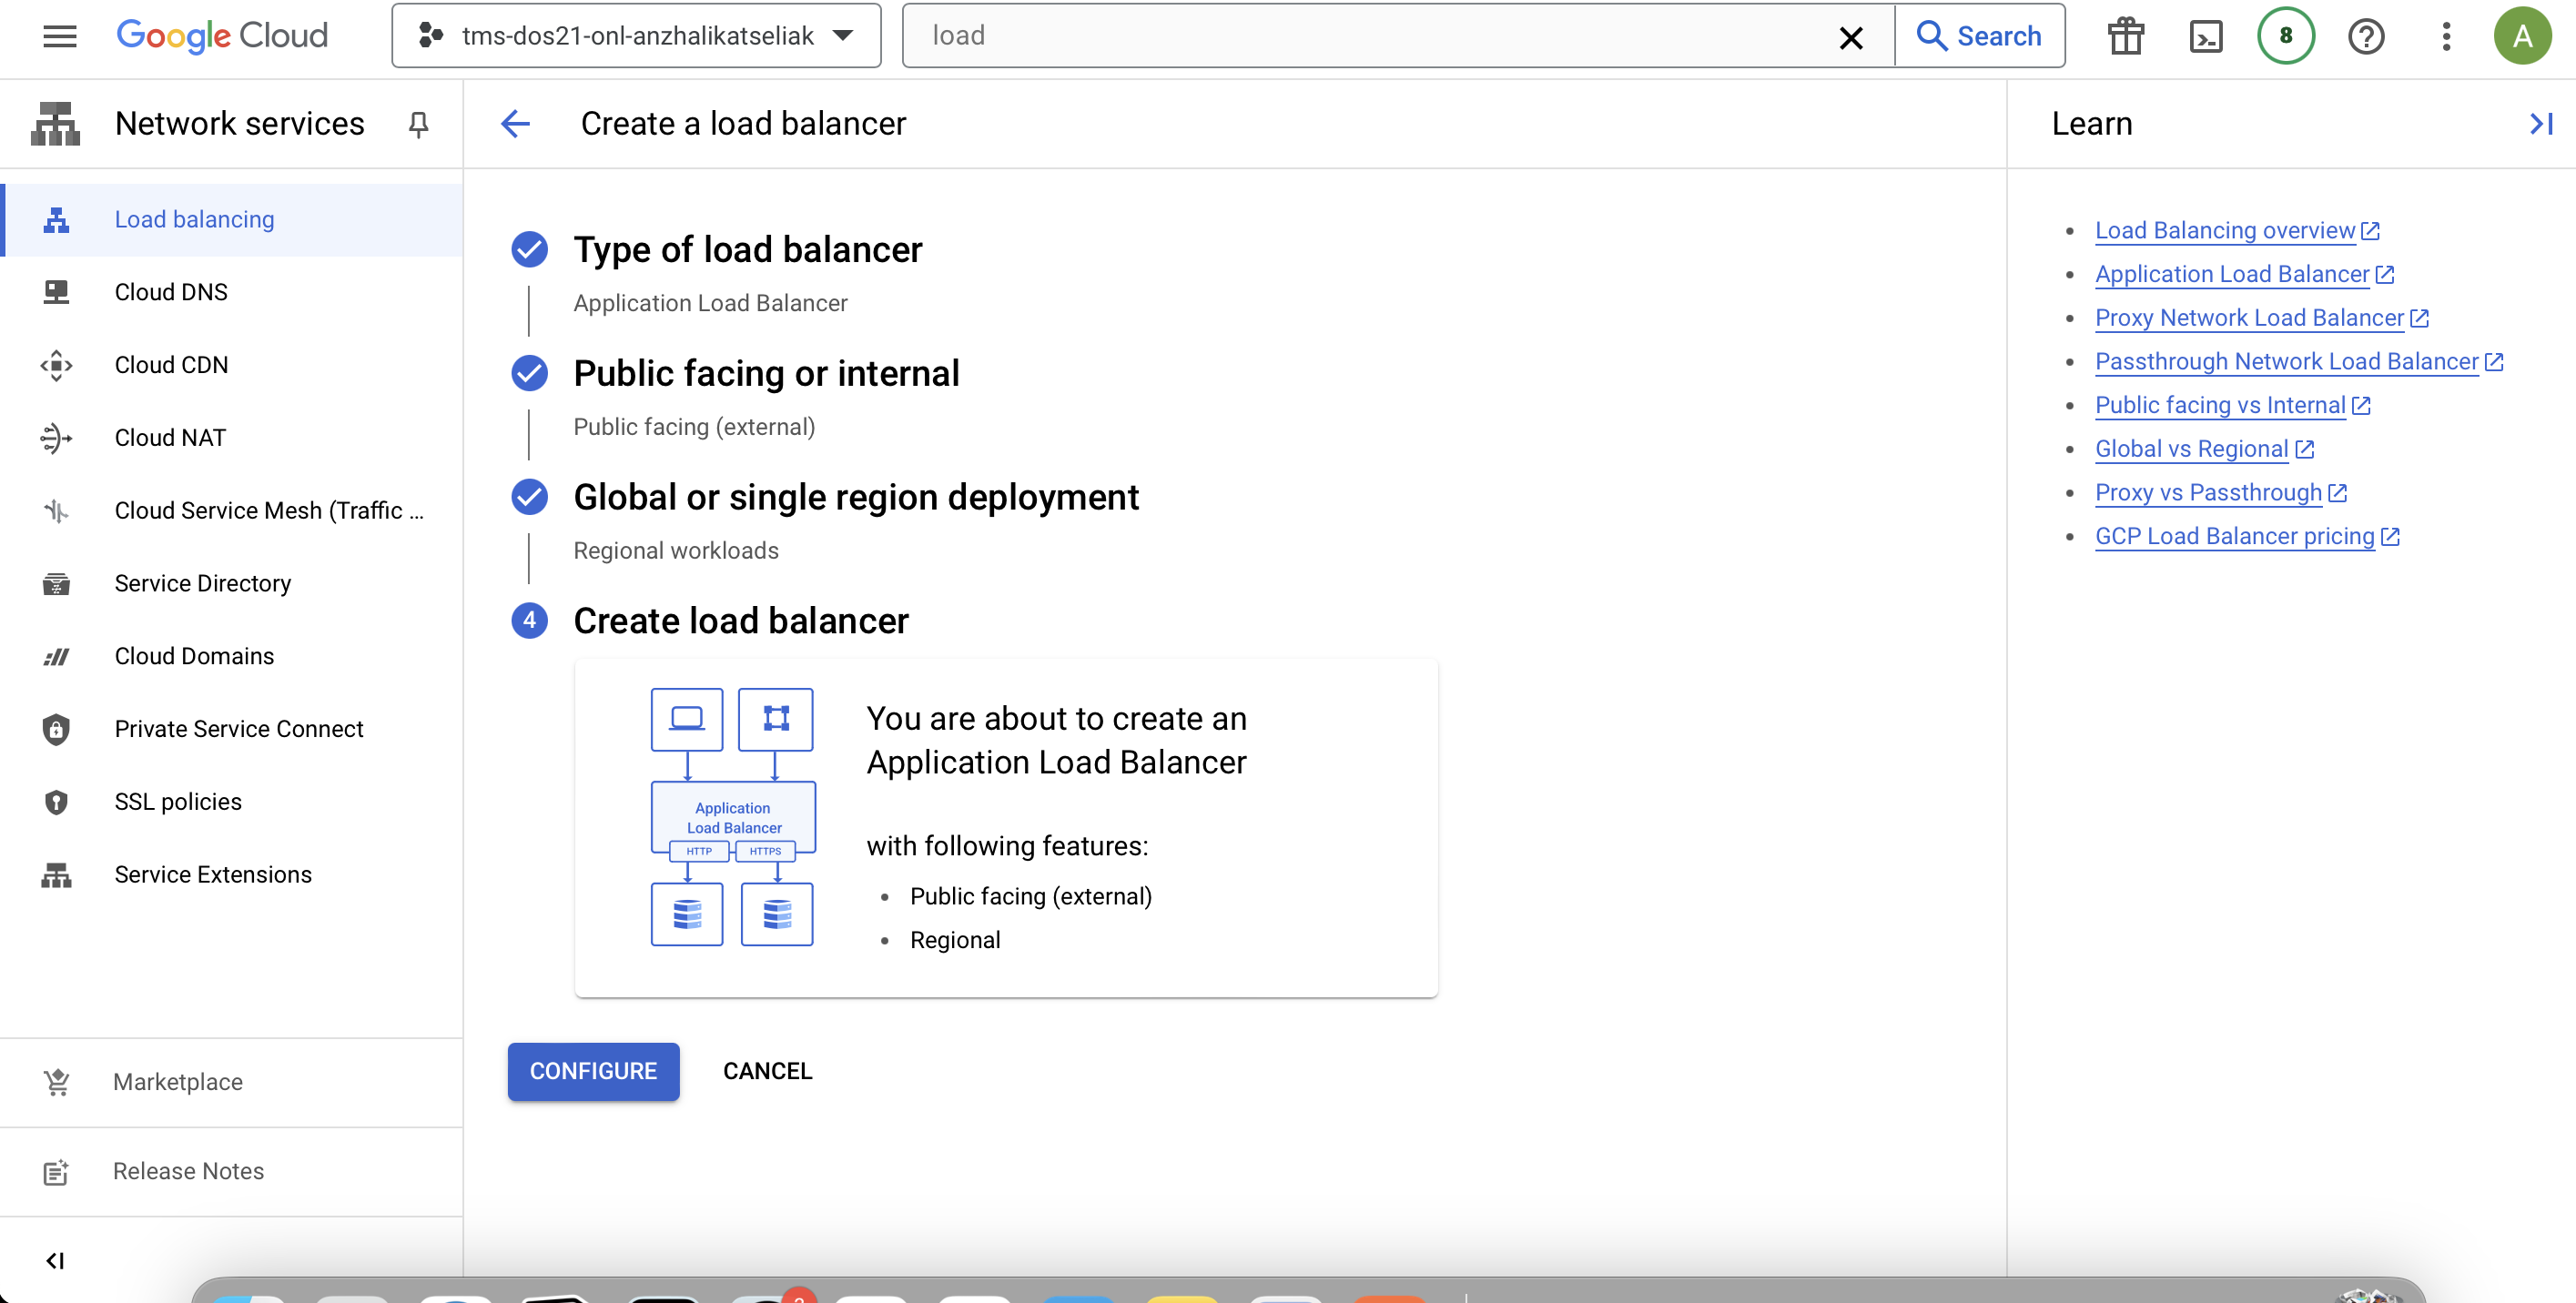 Google Cloud
tms-dos21-onl-anzhalikatseliak
load
Search
8
A
Network services
Create a load balancer
Learn
Load balancing
Cloud DNS
Cloud CDN
Cloud NAT
Cloud Service Mesh (Traffic ...
Service Directory
Cloud Domains
Private Service Connect
SSL policies
Service Extensions
Marketplace
Release Notes
Type of load balancer
Application Load Balancer
Public facing or internal
Public facing (external)
Global or single region deployment
Regional workloads
4 Create load balancer
Application
Load Balancer
HTTP HTTPS
You are about to create an
Application Load Balancer
with following features:
• Public facing (external)
• Regional
CONFIGURE CANCEL
• Load Balancing overview
• Application Load Balancer
• Proxy Network Load Balancer
• Passthrough Network Load Balancer
• Public facing vs Internal
• Global vs Regional
• Proxy vs Passthrough
• GCP Load Balancer pricing